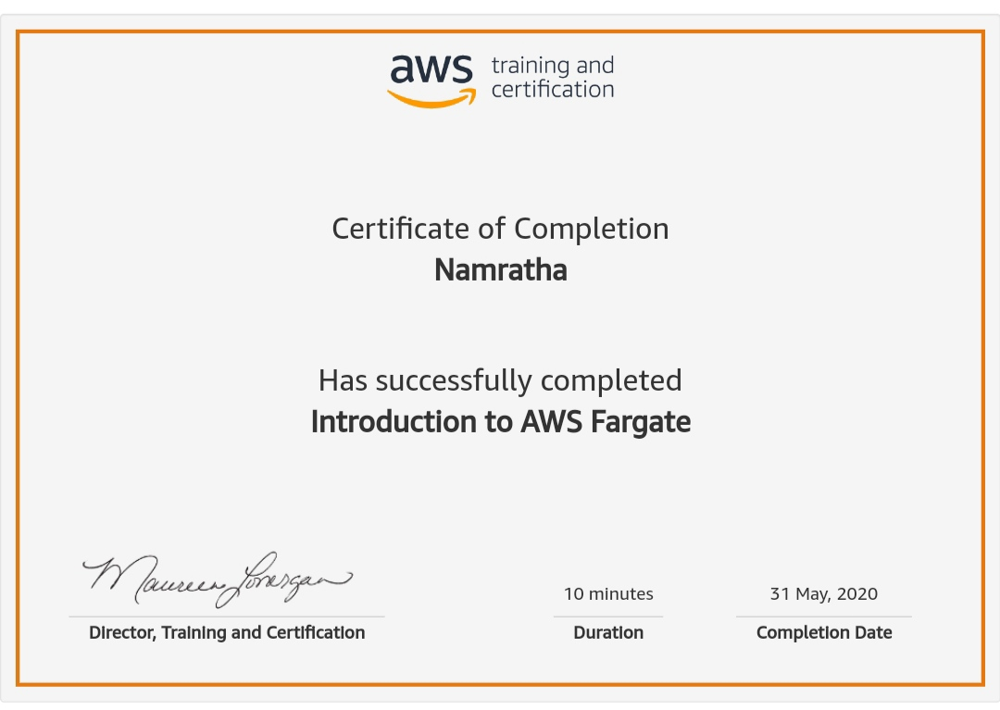 aws training and
certification
Certificate of Completion
Namratha
Has successfully completed
Introduction to AWS Fargate
Maureen Lonergan
10 minutes
31 May, 2020
Director, Training and Certification
Duration
Completion Date